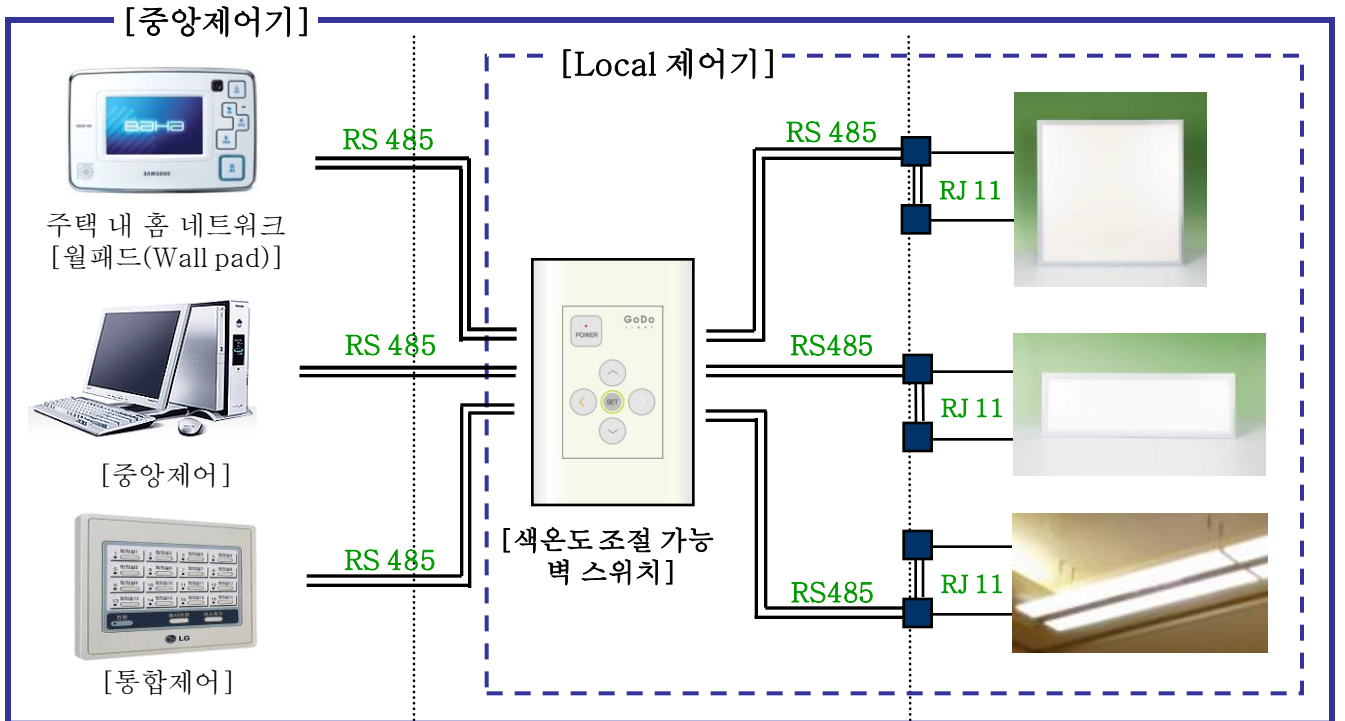 [중앙제어기]
[Local 제어기]
RS 485
RS 485
RJ 11
BAHA
SAMSUNG
주택 내 홈 네트워크
[월패드(Wall pad)]
GoDo
LIGHT
POWER
SET
RS 485
RS485
RJ 11
[중앙제어]
[색온도 조절 가능
벽 스위치]
RS 485
RS485
RJ 11
LG
[통합제어]